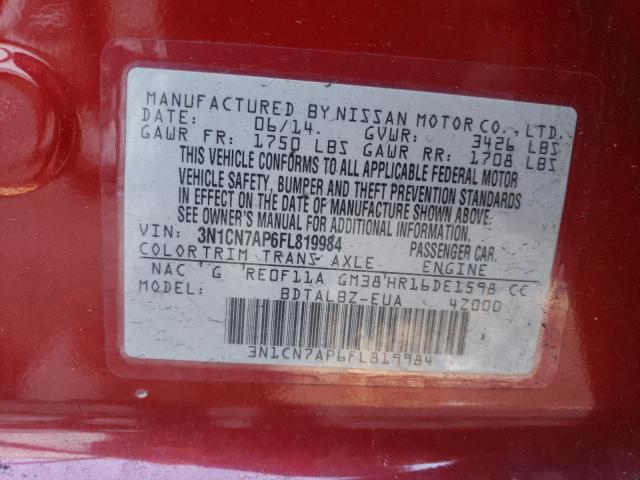 MANUFACTURED BY NISSAN MOTOR CO., LTD.
DATE: 06/14. GVWR: 3426 LBS
GAWR FR: 1750 LBS GAWR RR: 1708 LBS
THIS VEHICLE CONFORMS TO ALL APPLICABLE FEDERAL MOTOR
VEHICLE SAFETY, BUMPER AND THEFT PREVENTION STANDARDS
IN EFFECT ON THE DATE OF MANUFACTURE SHOWN ABOVE.
SEE OWNER'S MANUAL FOR ADDITIONAL INFORMATION.
VIN: 3N1CN7AP6FL819984 PASSENGER CAR.
COLOR TRIM TRANS AXLE ENGINE
NAC G RE0F11A GM38 HR16DE1598 CC
MODEL: BDTALBZ-EUA 4Z000
3N1CN7AP6FL819984